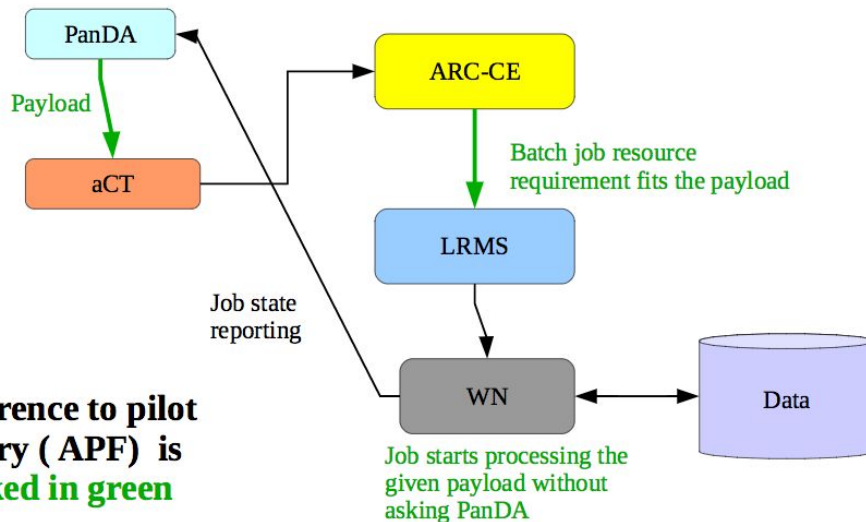 PanDA
ARC-CE
Payload
Batch job resource
requirement fits the payload
aCT
LRMS
Job state
reporting
WN
Data
rence to pilot
ry ( APF)  is
ked in green
Job starts processing the
given payload without
asking PanDA